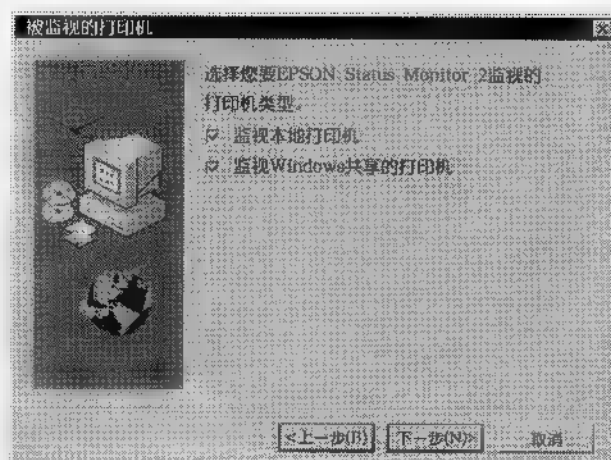 被监视的打印机
选择您要EPSON Status Monitor 2监视的
打印机类型。
监视本地打印机
监视Windows共享的打印机
<上一步(B) 下一步(N)> 取消